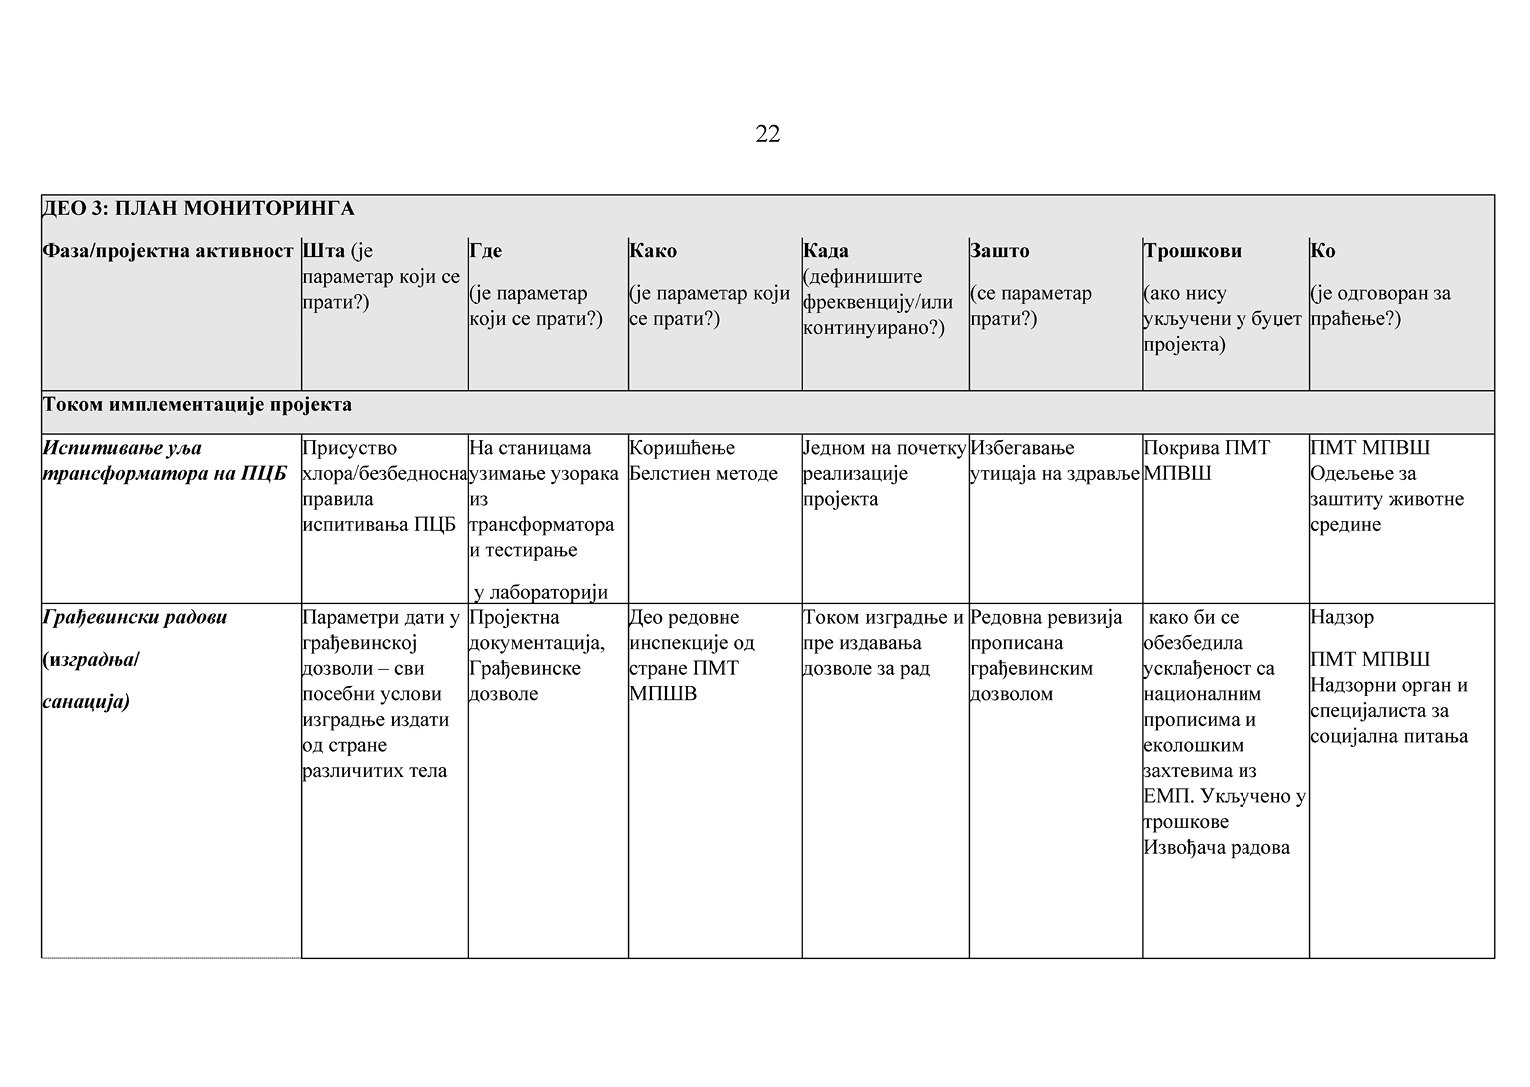 22
ДЕО 3: ПЛАН МОНИТОРИНГА
Фаза/пројектна активност
Шта (је
параметар који се
прати?)
Где
(је параметар
који се прати?)
Како
(је параметар који
се прати?)
Када
(дефинишите
фреквенцију/или
континуирано?)
Зашто
(се параметар
прати?)
Трошкови
(ако нису
укључени у буџет
пројекта)
Ко
(је одговоран за
праћење?)
Током имплементације пројекта
Испитивање уља
трансформатора на ПЦБ
Присуство
хлора/безбедносна
правила
испитивања ПЦБ
На станицама
узимање узорака
из
трансформатора
и тестирање
у лабораторији
Коришћење
Белстиен методе
Једном на почетку
реализације
пројекта
Избегавање
утицаја на здравље
Покрива ПМТ
МПВШ
ПМТ МПВШ
Одељење за
заштиту животне
средине
Грађевински радови
(изградња/
санација)
Параметри дати у
грађевинској
дозволи – сви
посебни услови
изградње издати
од стране
различитих тела
Пројектна
документација,
Грађевинске
дозволе
Део редовне
инспекције од
стране ПМТ
МПШВ
Током изградње и
пре издавања
дозволе за рад
Редовна ревизија
прописана
грађевинским
дозволом
како би се
обезбедила
усклађеност са
националним
прописима и
еколошким
захтевима из
ЕМП. Укључено у
трошкове
Извођача радова
Надзор
ПМТ МПВШ
Надзорни орган и
специјалиста за
социјална питања